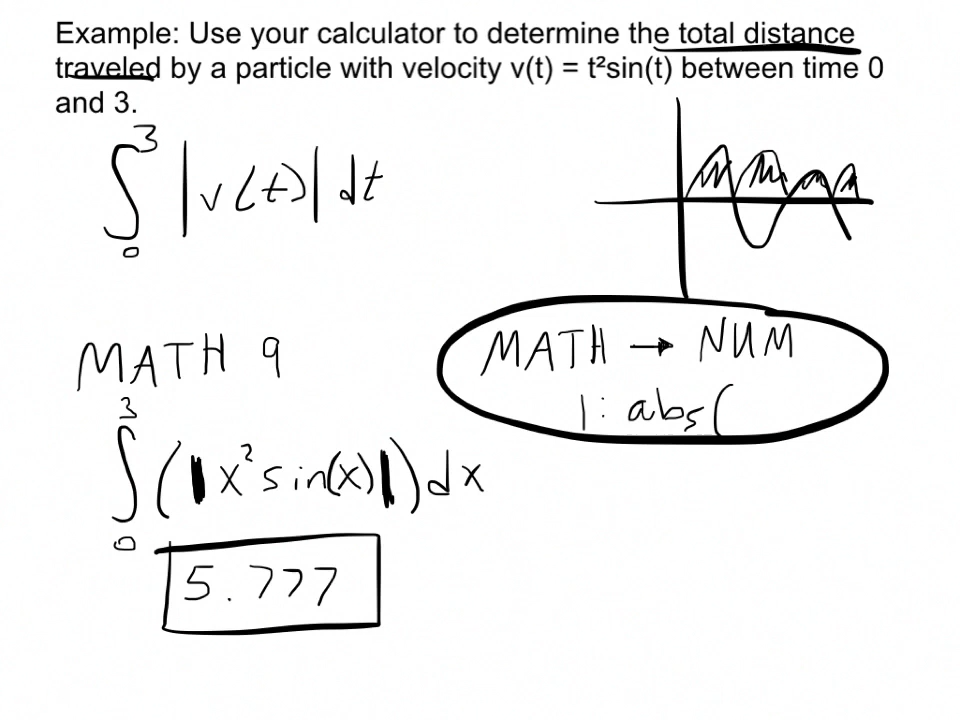 Example: Use your calculator to determine the total distance
traveled by a particle with velocity v(t) = t²sin(t) between time 0
and 3.
∫₀³ |v(t)| dt
MATH 9
MATH → NUM
1: abs(
∫₀³ (|x²sin(x)|)dx
5.777